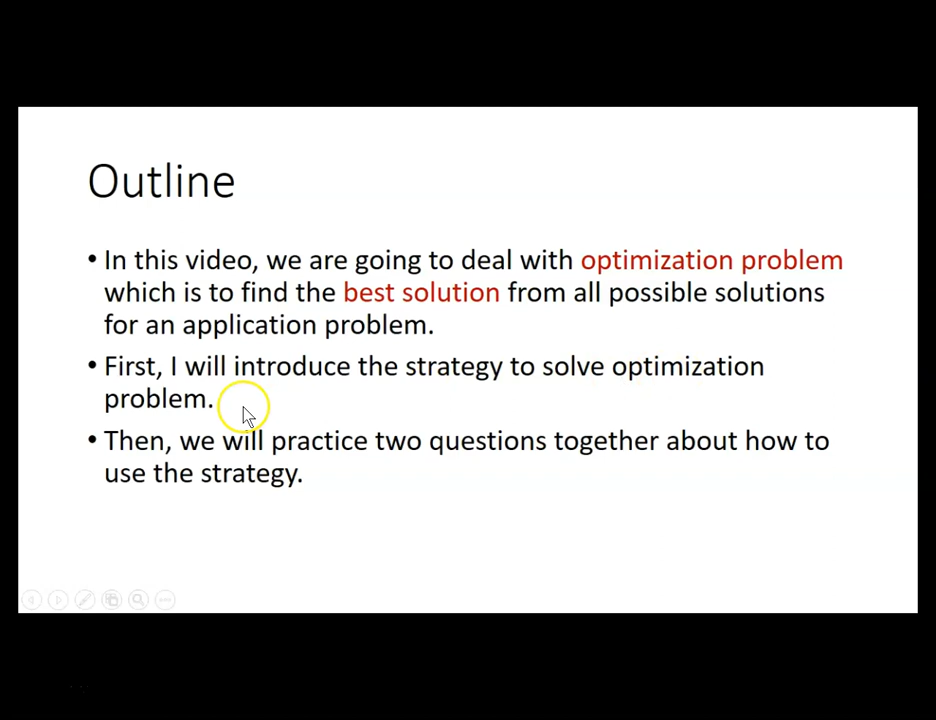 Outline
• In this video, we are going to deal with optimization problem
which is to find the best solution from all possible solutions
for an application problem.
• First, I will introduce the strategy to solve optimization
problem.
• Then, we will practice two questions together about how to
use the strategy.